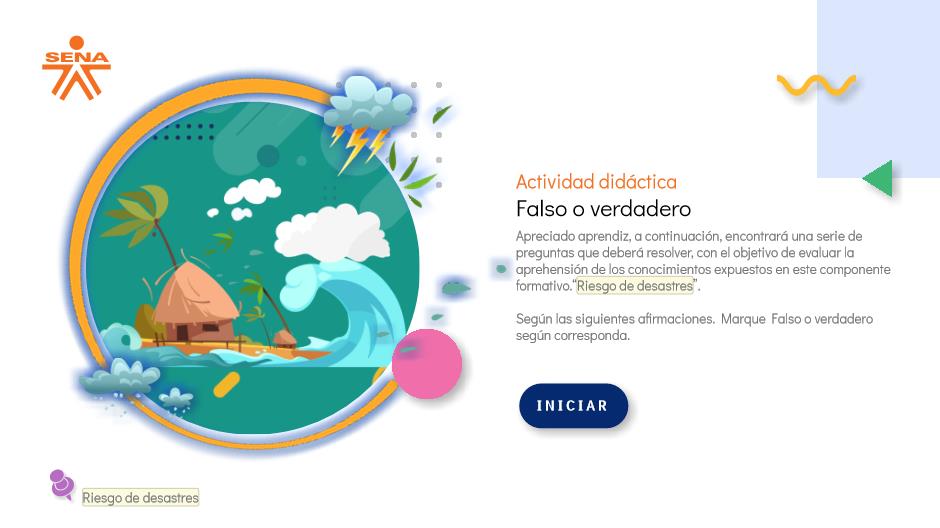 SENA
Actividad didáctica
Falso o verdadero
Apreciado aprendiz, a continuación, encontrará una serie de
preguntas que deberá resolver, con el objetivo de evaluar la
aprehensión de los conocimientos expuestos en este componente
formativo."Riesgo de desastres".
Según las siguientes afirmaciones. Marque Falso o verdadero
según corresponda.
INICIAR
Riesgo de desastres